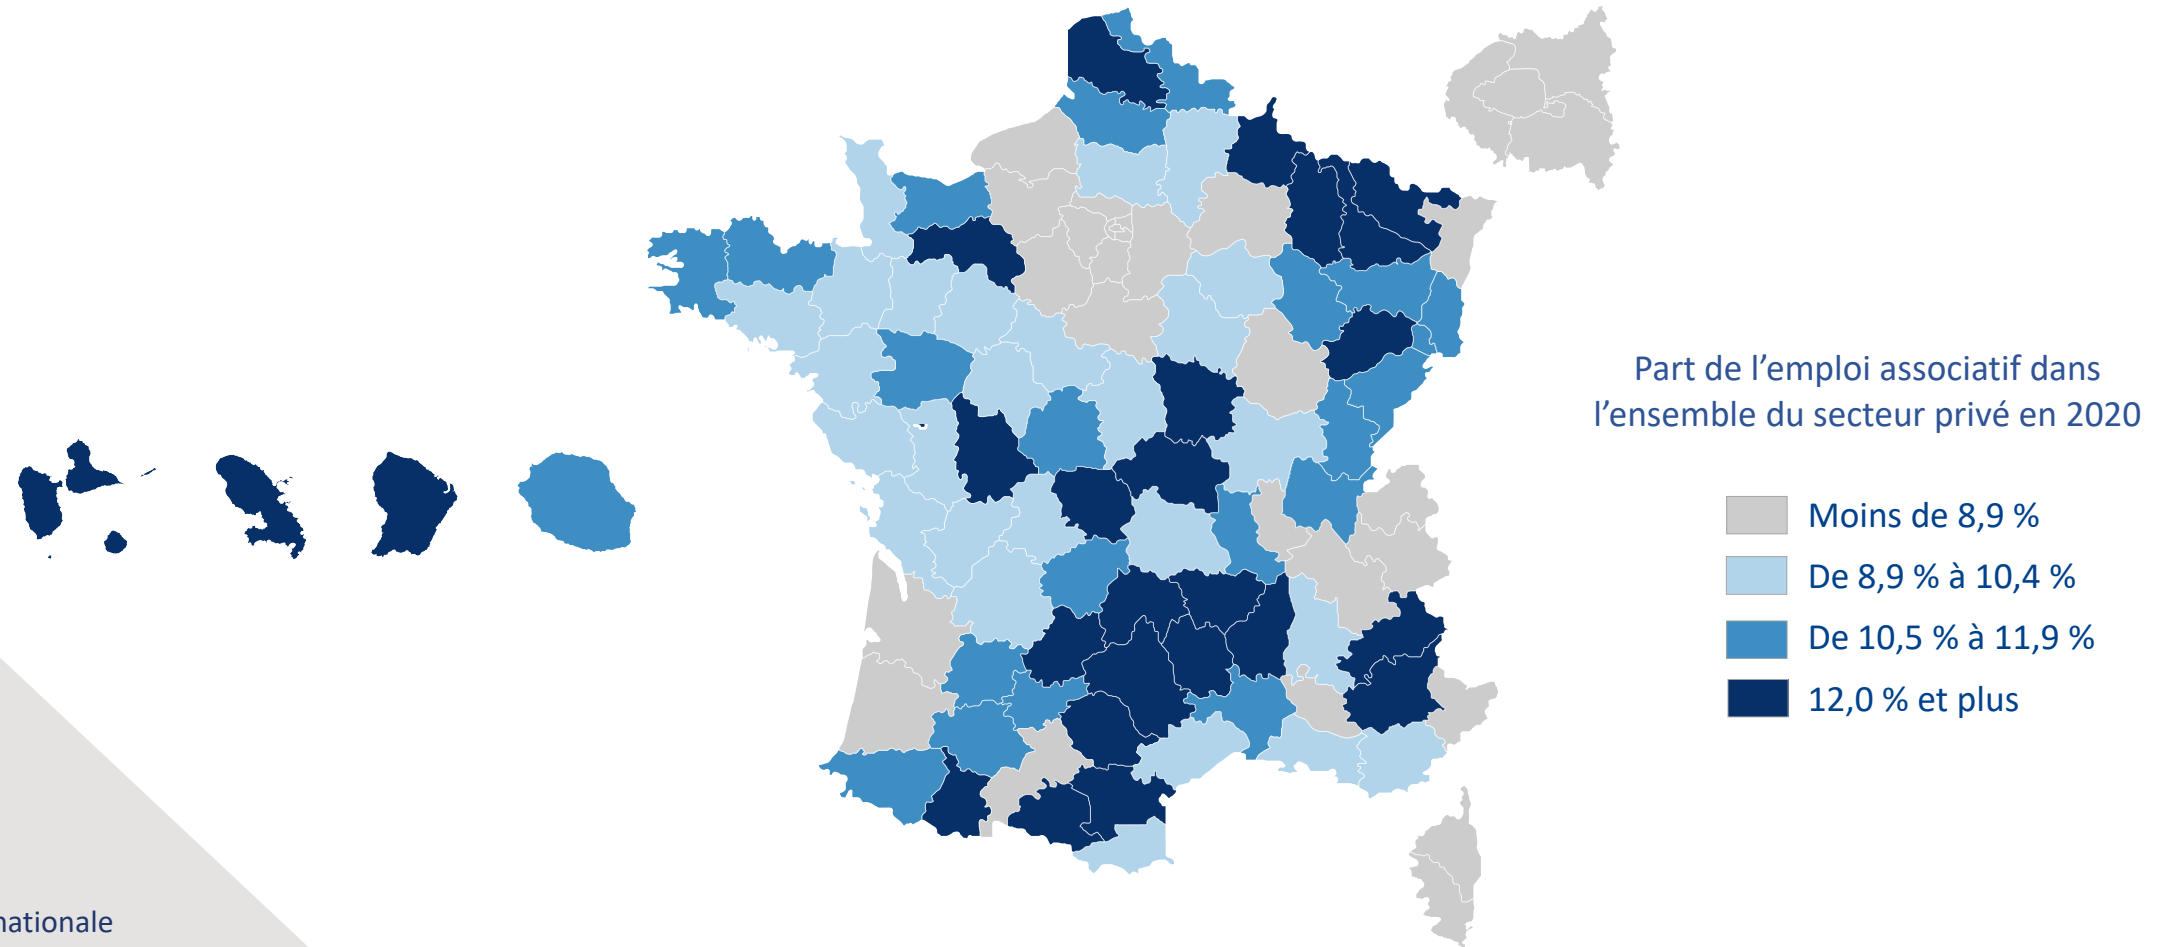 Part de l’emploi associatif dans
l’ensemble du secteur privé en 2020
Moins de 8,9 %
De 8,9 % à 10,4 %
De 10,5 % à 11,9 %
12,0 % et plus
nationale